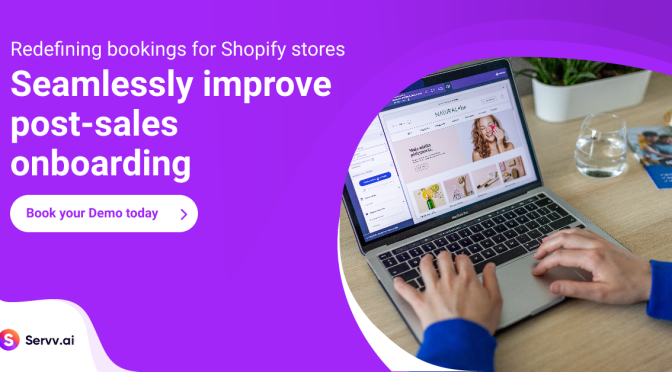 Redefining bookings for Shopify stores
Seamlessly improve
post-sales
onboarding
Book your Demo today
Servv.ai